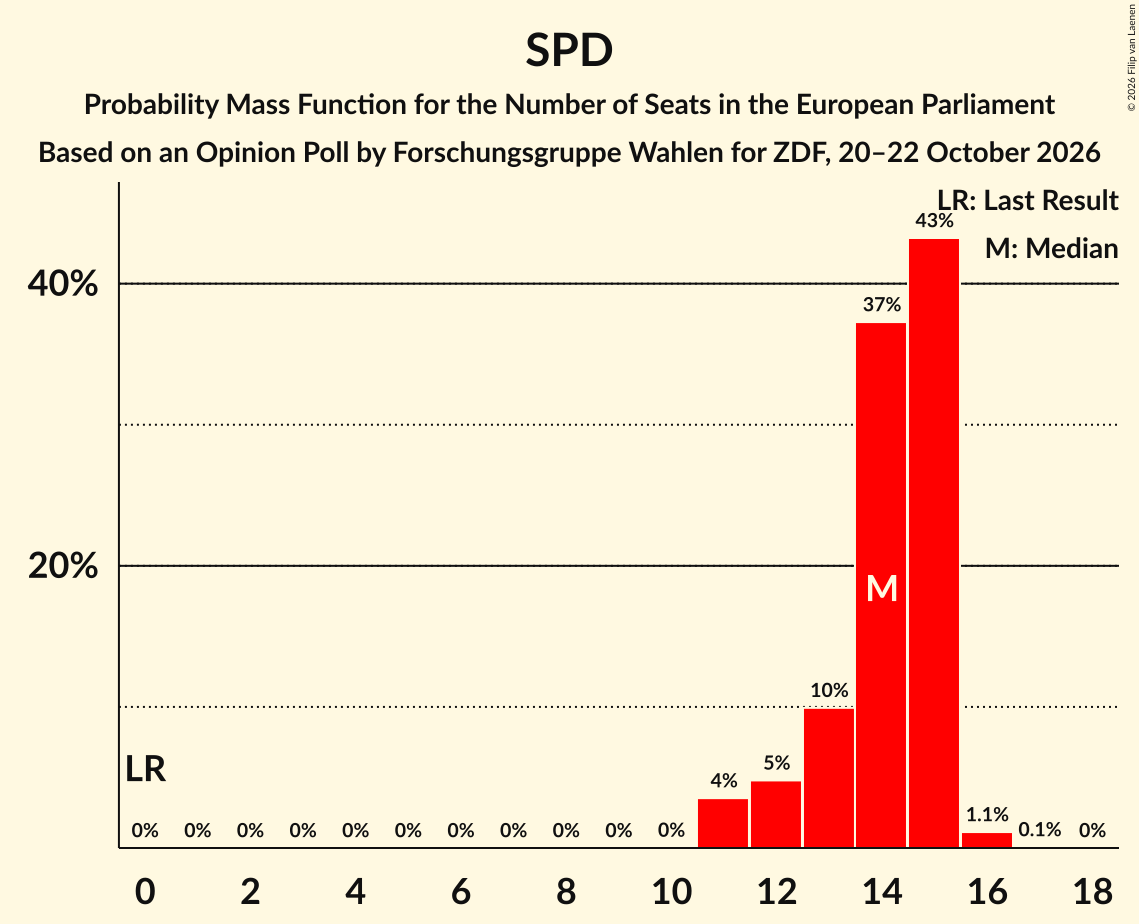 SPD
Probability Mass Function for the Number of Seats in the European Parliament
Based on an Opinion Poll by Forschungsgruppe Wahlen for ZDF, 20–22 October 2026
© 2026 Filip van Laenen
LR: Last Result
M: Median
43%
40%
37%
20%
M
10%
LR
5%
4%
0% 0% 0% 0% 0% 0% 0% 0% 0% 0% 0% 1.1% 0.1% 0%
0 2 4 6 8 10 12 14 16 18